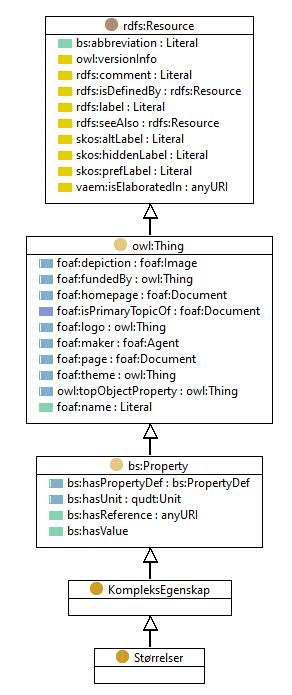 rdfs:Resource
bs:abbreviation : Literal
owl:versionInfo
rdfs:comment : Literal
rdfs:isDefinedBy : rdfs:Resource
rdfs:label : Literal
rdfs:seeAlso : rdfs:Resource
skos:altLabel : Literal
skos:hiddenLabel : Literal
skos:prefLabel : Literal
vaem:isElaboratedIn : anyURI
owl:Thing
foaf:depiction : foaf:Image
foaf:fundedBy : owl:Thing
foaf:homepage : foaf:Document
foaf:isPrimaryTopicOf : foaf:Document
foaf:logo : owl:Thing
foaf:maker : foaf:Agent
foaf:page : foaf:Document
foaf:theme : owl:Thing
owl:topObjectProperty : owl:Thing
foaf:name : Literal
bs:Property
bs:hasPropertyDef : bs:PropertyDef
bs:hasUnit : qudt:Unit
bs:hasReference : anyURI
bs:hasValue
KompleksEgenskap
Størrelser